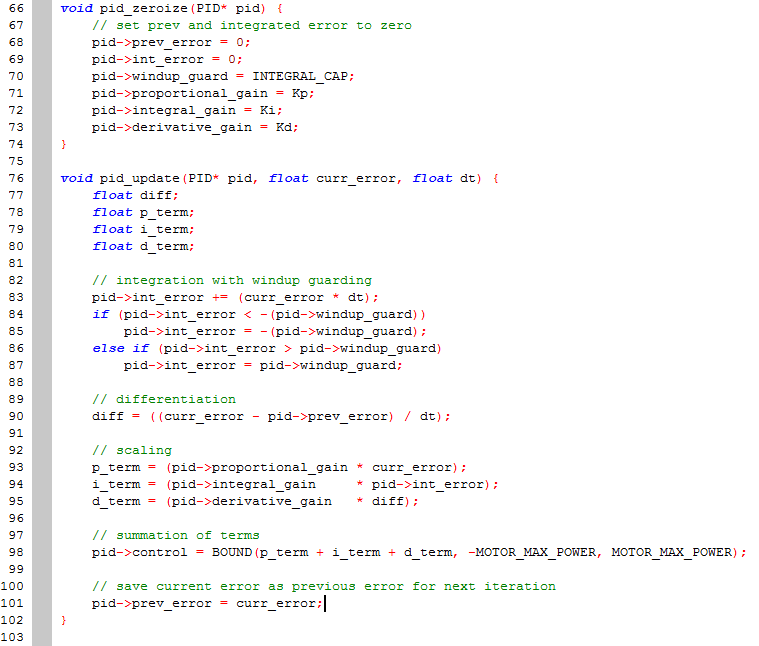 66 void pid_zeroize(PID* pid) {
67     // set prev and integrated error to zero
68     pid->prev_error = 0;
69     pid->int_error = 0;
70     pid->windup_guard = INTEGRAL_CAP;
71     pid->proportional_gain = Kp;
72     pid->integral_gain = Ki;
73     pid->derivative_gain = Kd;
74 }
75
76 void pid_update(PID* pid, float curr_error, float dt) {
77     float diff;
78     float p_term;
79     float i_term;
80     float d_term;
81
82     // integration with windup guarding
83     pid->int_error += (curr_error * dt);
84     if (pid->int_error < -(pid->windup_guard))
85         pid->int_error = -(pid->windup_guard);
86     else if (pid->int_error > pid->windup_guard)
87         pid->int_error = pid->windup_guard;
88
89     // differentiation
90     diff = ((curr_error - pid->prev_error) / dt);
91
92     // scaling
93     p_term = (pid->proportional_gain * curr_error);
94     i_term = (pid->integral_gain     * pid->int_error);
95     d_term = (pid->derivative_gain   * diff);
96
97     // summation of terms
98     pid->control = BOUND(p_term + i_term + d_term, -MOTOR_MAX_POWER, MOTOR_MAX_POWER);
99
100     // save current error as previous error for next iteration
101     pid->prev_error = curr_error;
102 }
103